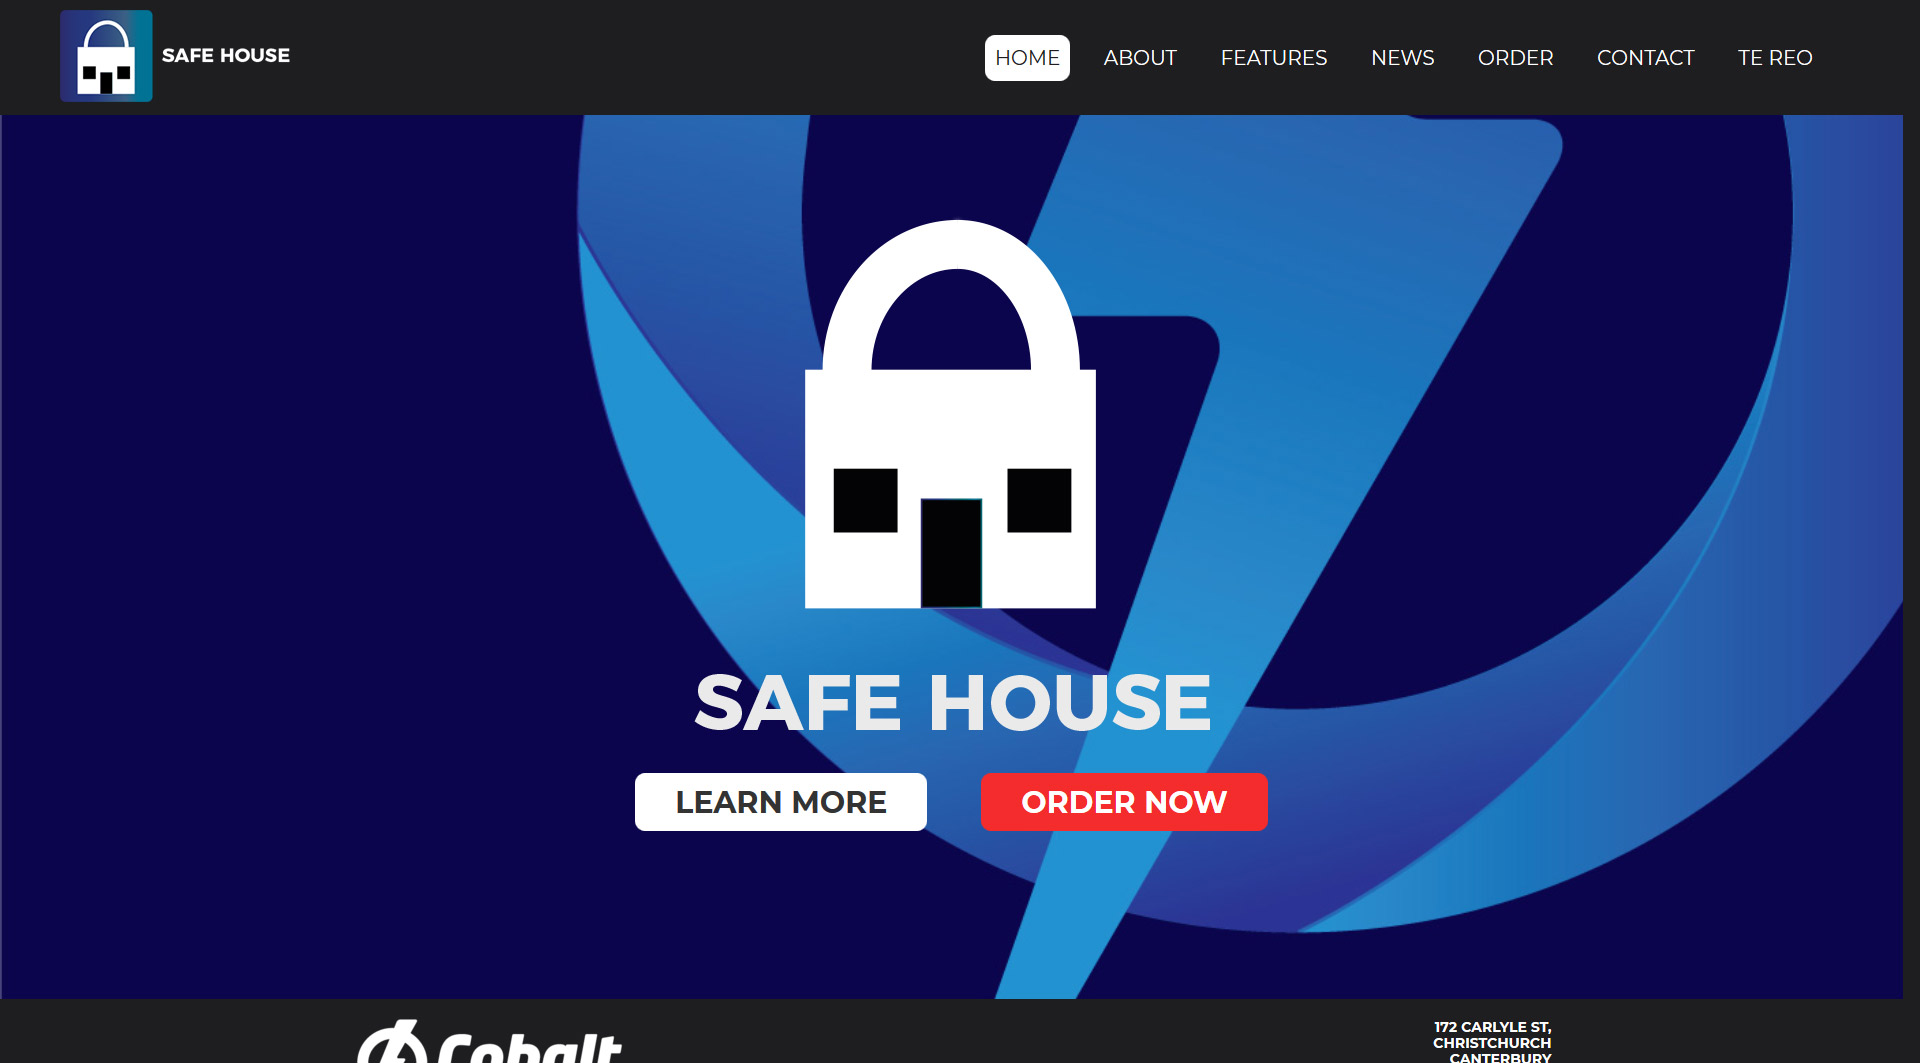 SAFE HOUSE
HOME
ABOUT
FEATURES
NEWS
ORDER
CONTACT
TE REO
SAFE HOUSE
LEARN MORE
ORDER NOW
Cobalt
172 CARLYLE ST,
CHRISTCHURCH
CANTERBURY